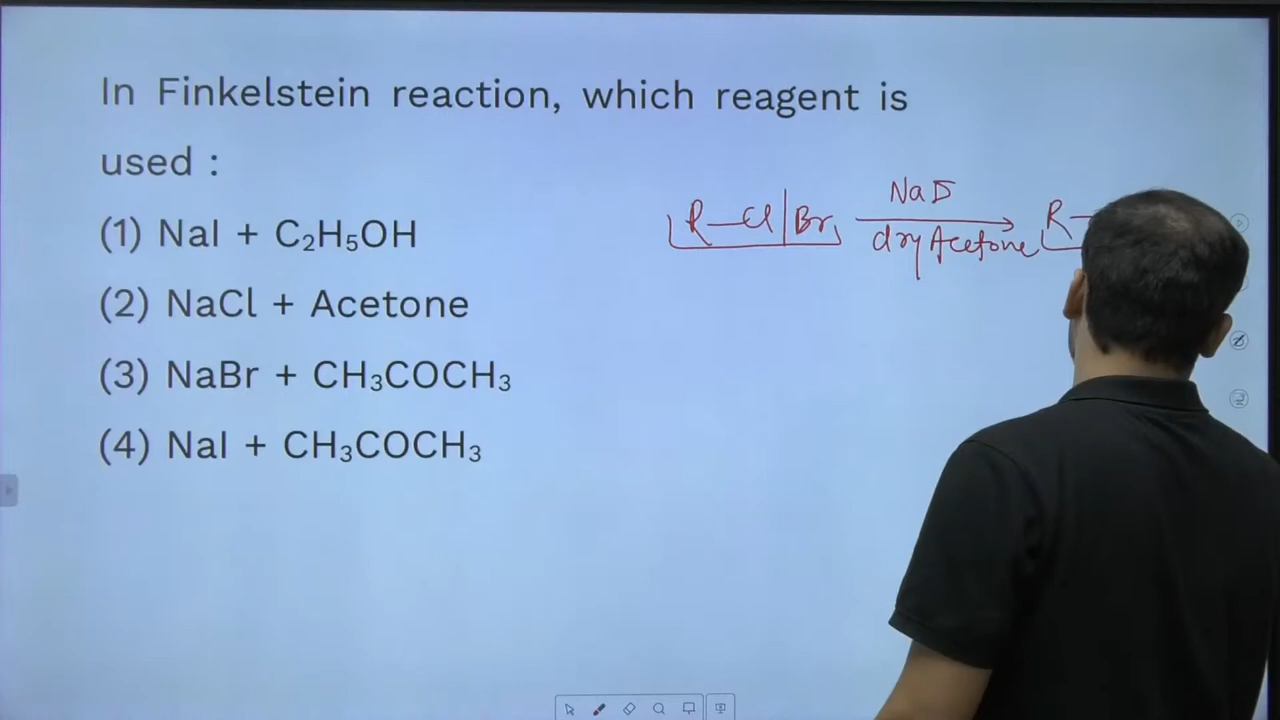 In Finkelstein reaction, which reagent is
used :
(1) NaI + C₂H₅OH
(2) NaCl + Acetone
(3) NaBr + CH₃COCH₃
(4) NaI + CH₃COCH₃
NaI
R—Cl|Br → R—
dry Acetone